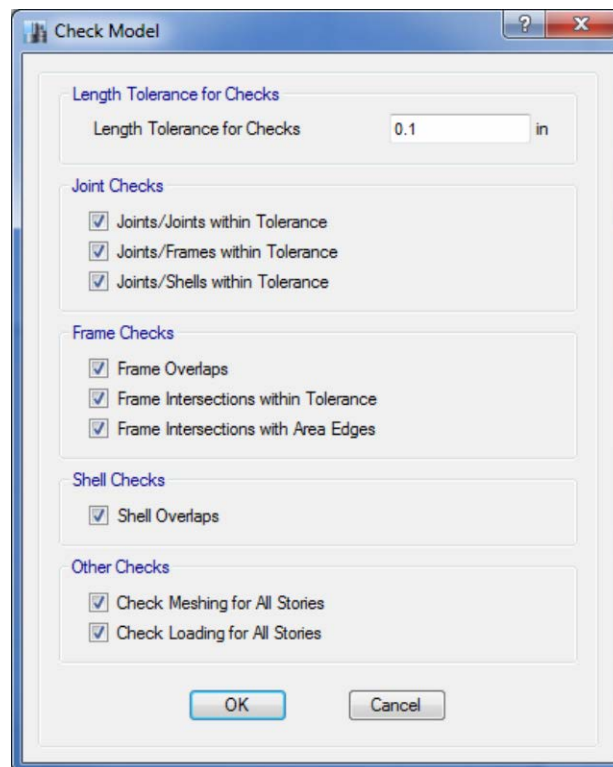 Check Model
?
x
Length Tolerance for Checks
Length Tolerance for Checks 0.1 in
Joint Checks
Joints/Joints within Tolerance
Joints/Frames within Tolerance
Joints/Shells within Tolerance
Frame Checks
Frame Overlaps
Frame Intersections within Tolerance
Frame Intersections with Area Edges
Shell Checks
Shell Overlaps
Other Checks
Check Meshing for All Stories
Check Loading for All Stories
OK Cancel